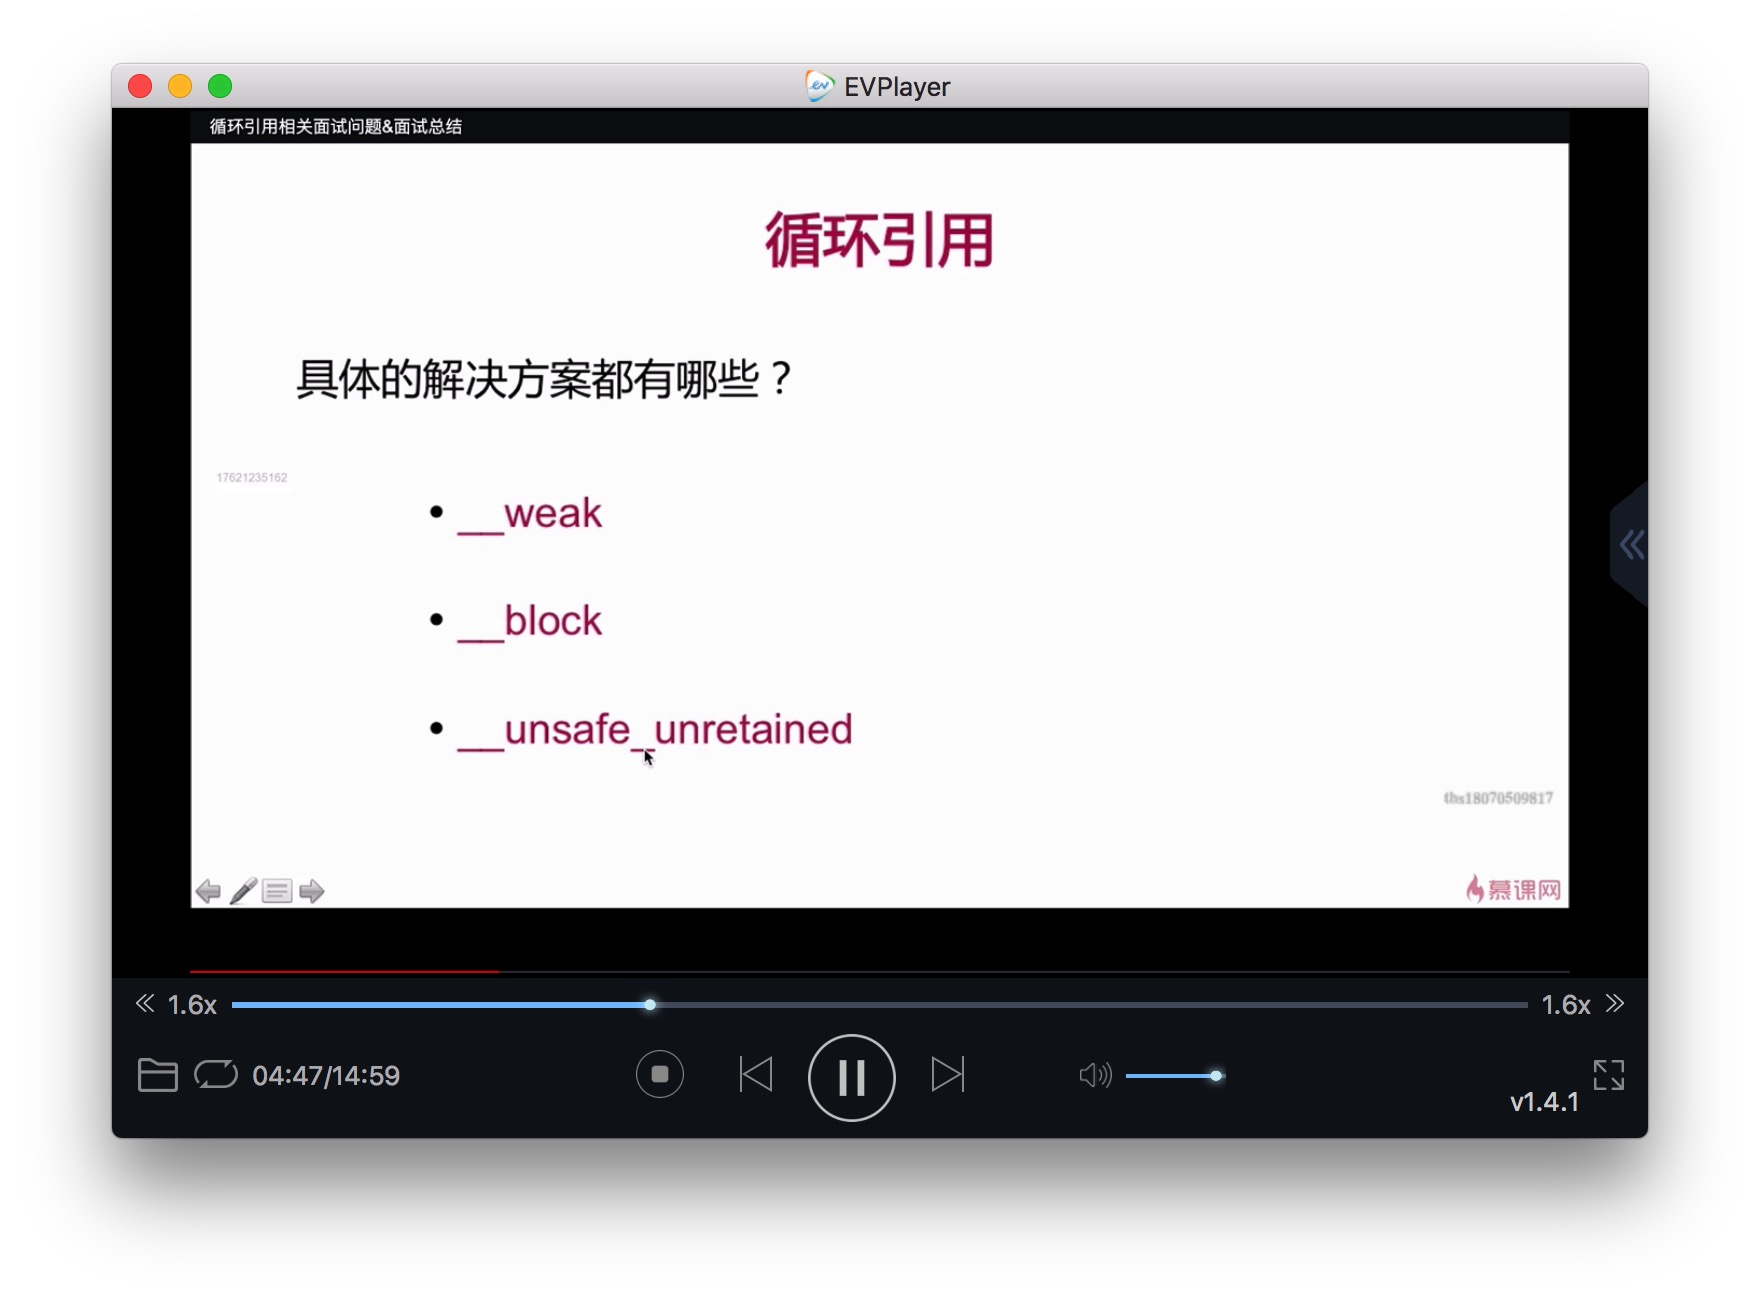 EVPlayer
循环引用相关面试问题&面试总结
循环引用
具体的解决方案都有哪些？
17621235162
• __weak
• __block
• __unsafe_unretained
ths18070509817
慕课网
1.6x
1.6x
04:47/14:59
v1.4.1